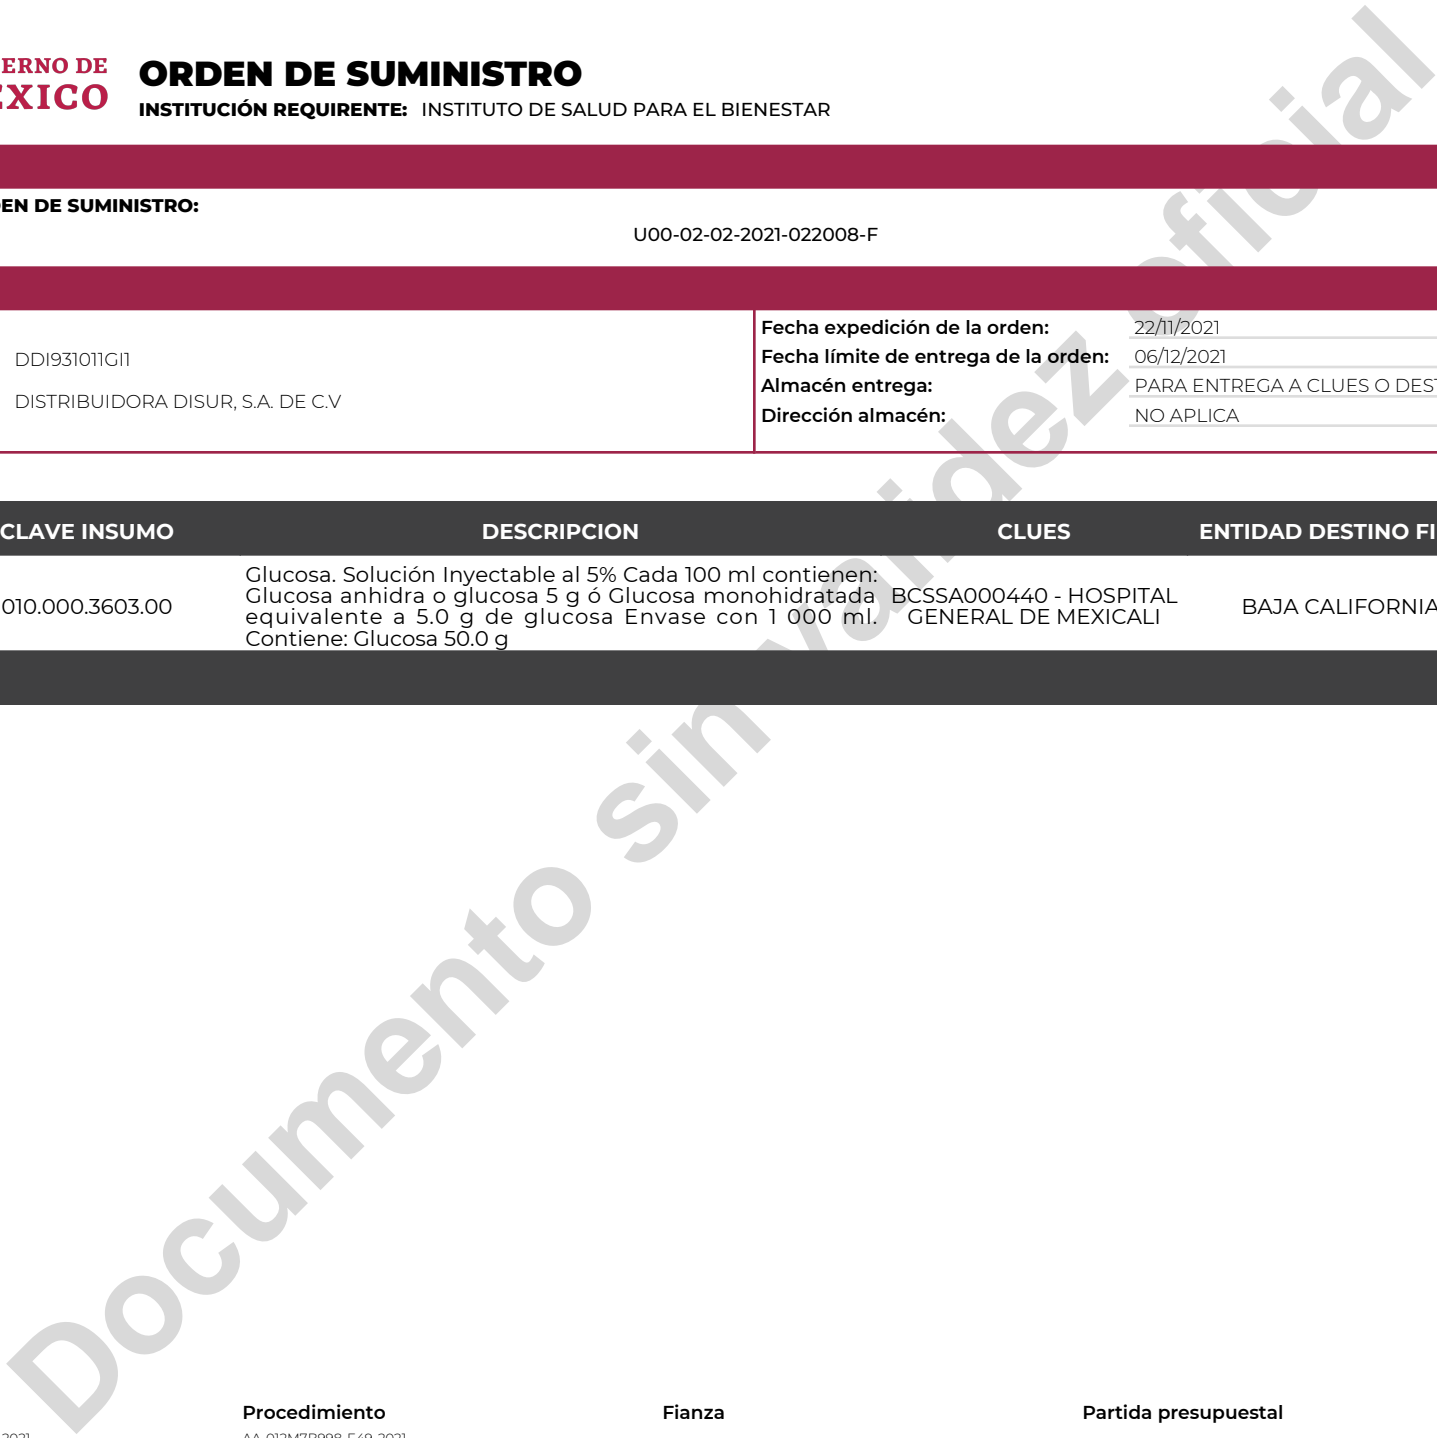 ERNO DE
EXICO
ORDEN DE SUMINISTRO
INSTITUCIÓN REQUIRENTE: INSTITUTO DE SALUD PARA EL BIENESTAR
EN DE SUMINISTRO:
U00-02-02-2021-022008-F
DDI931011GI1
DISTRIBUIDORA DISUR, S.A. DE C.V
Fecha expedición de la orden: 22/11/2021
Fecha límite de entrega de la orden: 06/12/2021
Almacén entrega: PARA ENTREGA A CLUES O DEST
Dirección almacén: NO APLICA
CLAVE INSUMO DESCRIPCION CLUES ENTIDAD DESTINO FI
010.000.3603.00
Glucosa. Solución Inyectable al 5% Cada 100 ml contienen:
Glucosa anhidra o glucosa 5 g ó Glucosa monohidratada
equivalente a 5.0 g de glucosa Envase con 1 000 ml.
Contiene: Glucosa 50.0 g
BCSSA000440 - HOSPITAL
GENERAL DE MEXICALI
BAJA CALIFORNIA
Documento sin validez oficial
Procedimiento Fianza Partida presupuestal